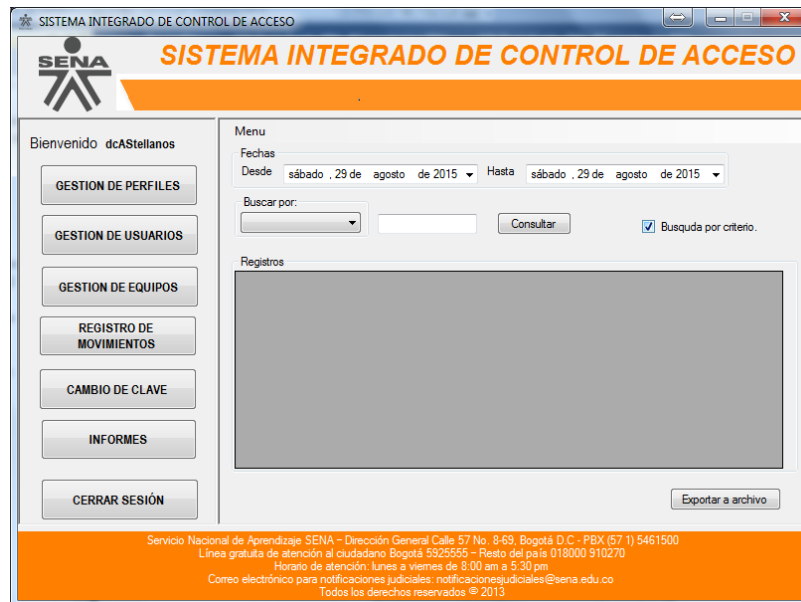 SISTEMA INTEGRADO DE CONTROL DE ACCESO
SENA
SISTEMA INTEGRADO DE CONTROL DE ACCESO
Bienvenido dcAStellanos
GESTION DE PERFILES
GESTION DE USUARIOS
GESTION DE EQUIPOS
REGISTRO DE
MOVIMIENTOS
CAMBIO DE CLAVE
INFORMES
CERRAR SESIÓN
Menu
Fechas
Desde sábado , 29 de agosto de 2015 Hasta sábado , 29 de agosto de 2015
Buscar por:
Consultar Busquda por criterio.
Registros
Exportar a archivo
Servicio Nacional de Aprendizaje SENA – Dirección General Calle 57 No. 8-69, Bogotá D.C - PBX (57 1) 5461500
Línea gratuita de atención al ciudadano Bogotá 5925555 – Resto del país 018000 910270
Horario de atención: lunes a viernes de 8:00 am a 5:30 pm
Correo electrónico para notificaciones judiciales: notificacionesjudiciales@sena.edu.co
Todos los derechos reservados © 2013